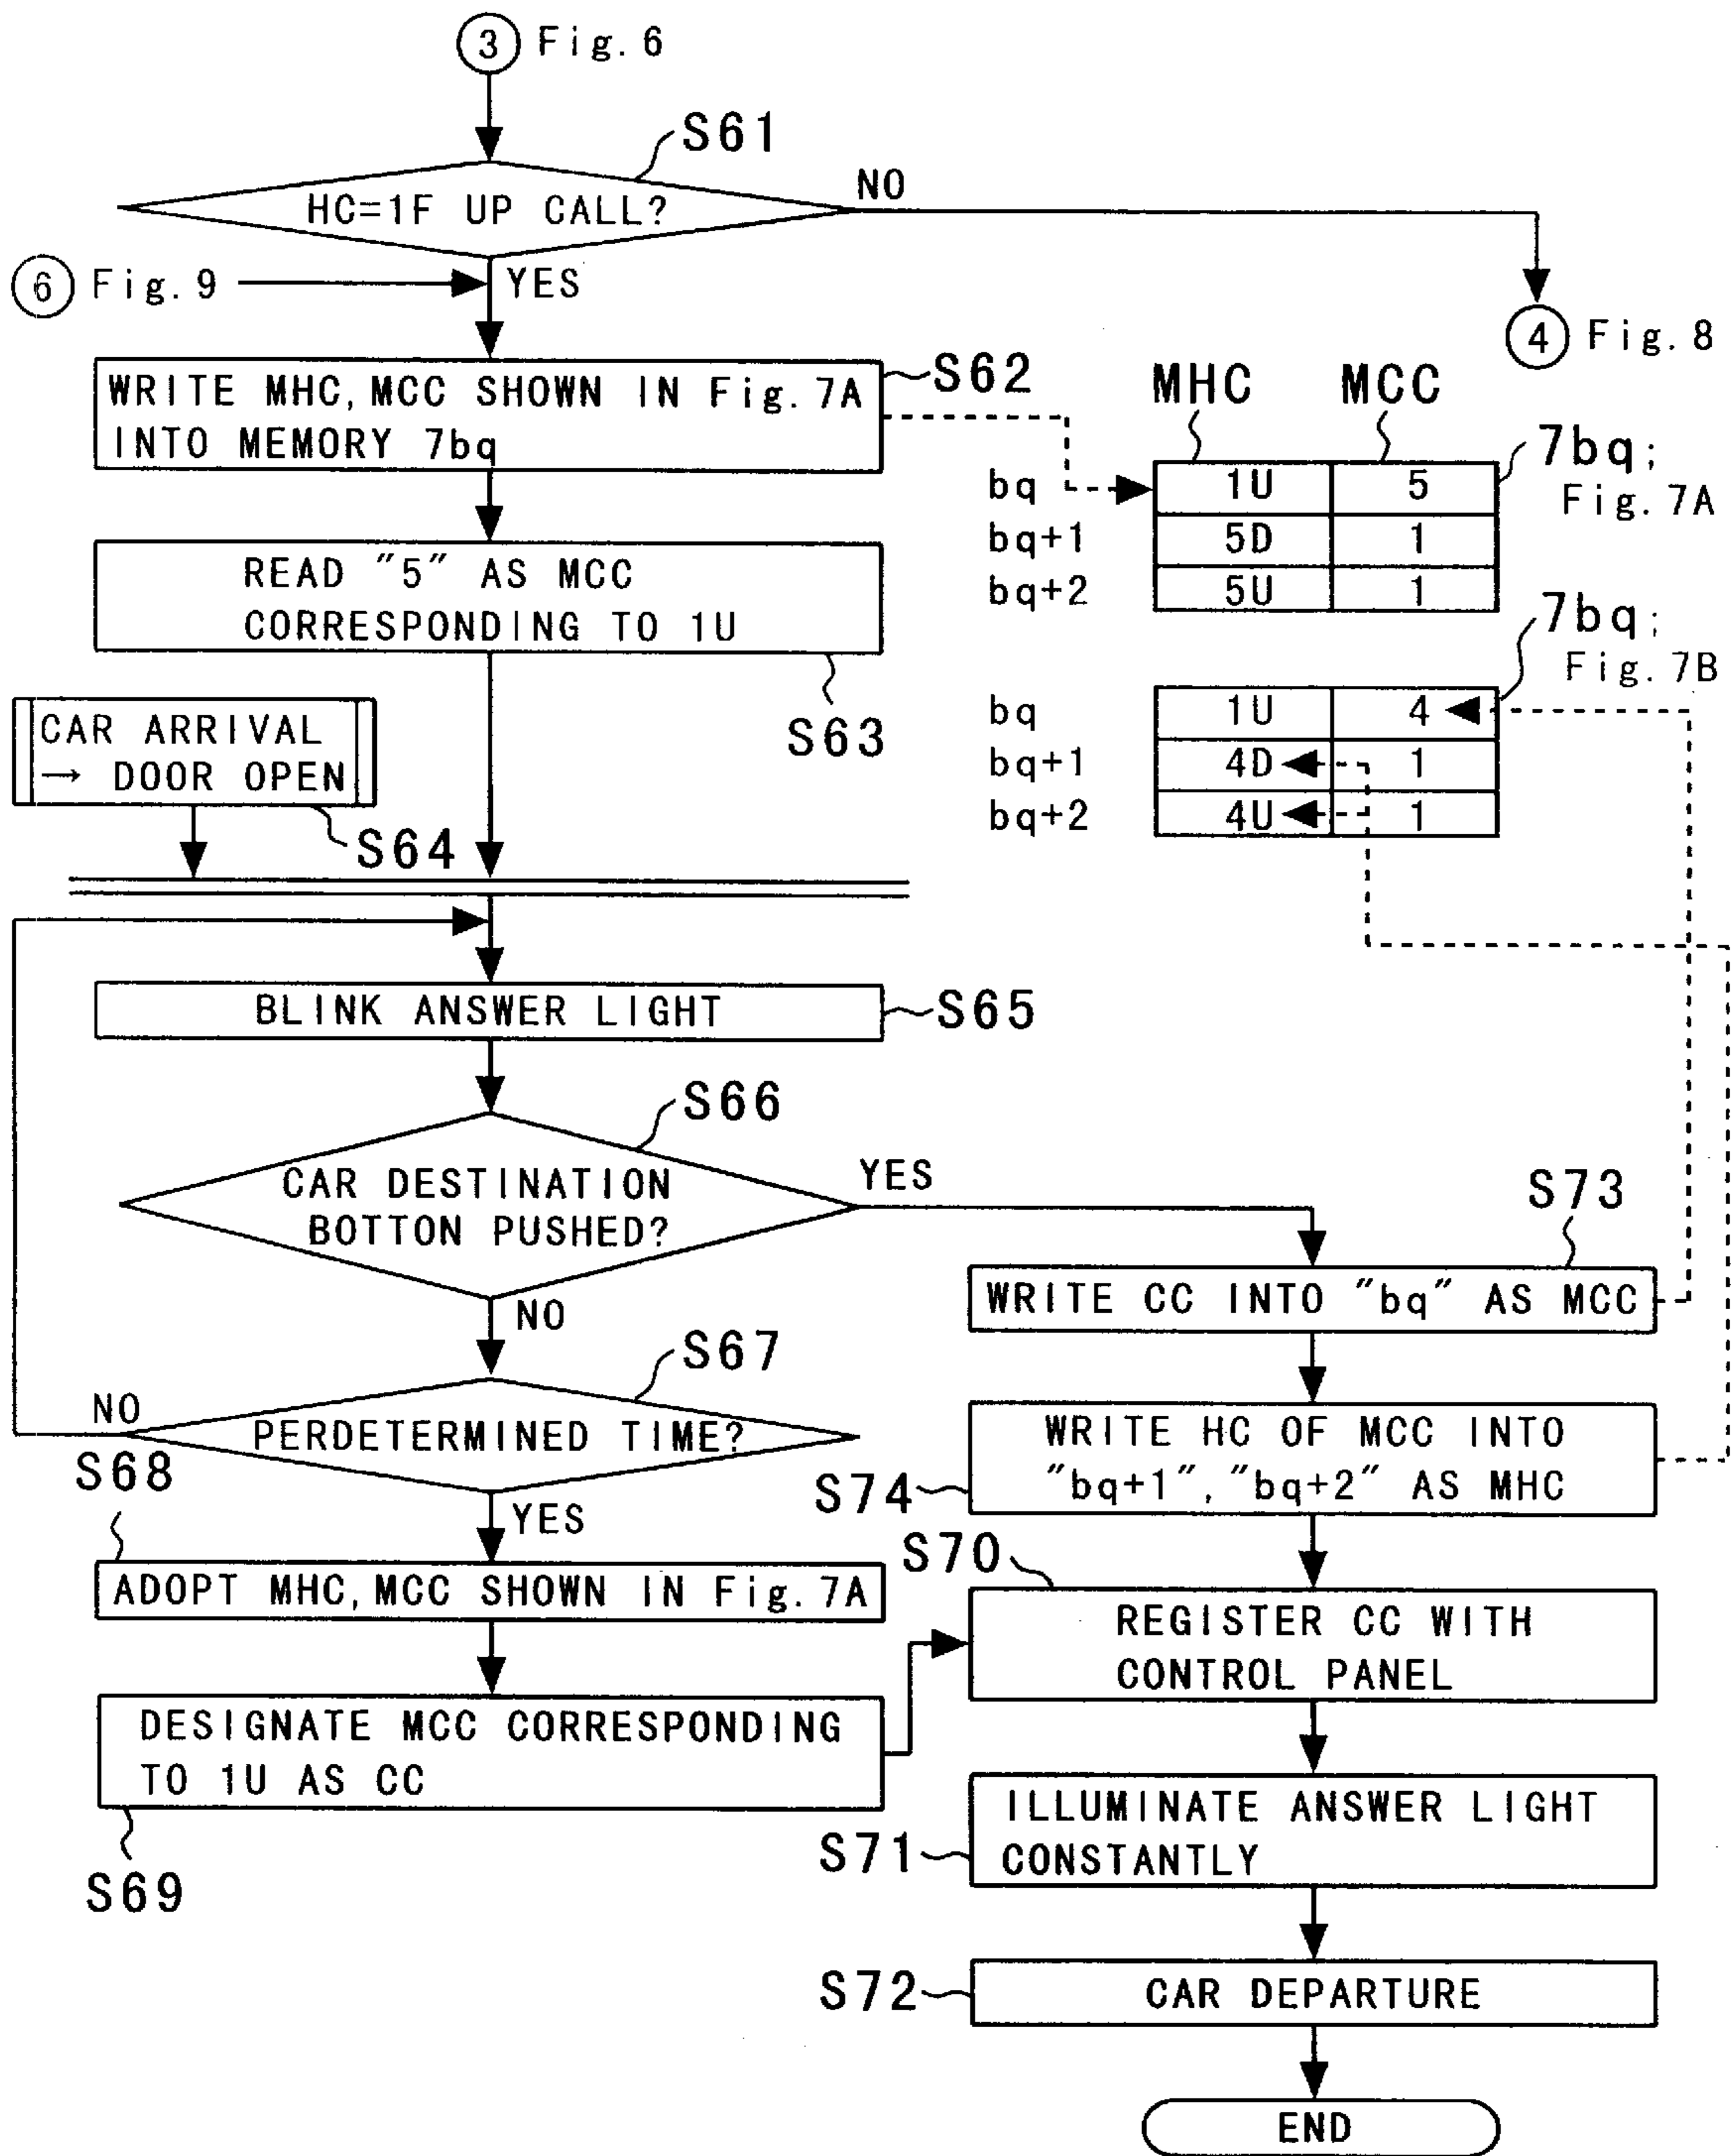 3 Fig. 6
S61
HC=1F UP CALL?
NO
6 Fig. 9
YES
4 Fig. 8
WRITE MHC, MCC SHOWN IN Fig. 7A
INTO MEMORY 7bq
S62
MHC MCC
7bq;
Fig. 7A
bq 1U 5
bq+1 5D 1
bq+2 5U 1
READ "5" AS MCC
CORRESPONDING TO 1U
S63
7bq;
Fig. 7B
bq 1U 4
bq+1 4D 1
bq+2 4U 1
CAR ARRIVAL
→ DOOR OPEN
S64
BLINK ANSWER LIGHT
S65
S66
CAR DESTINATION
BOTTON PUSHED?
YES
NO
S73
WRITE CC INTO "bq" AS MCC
S67
PERDETERMINED TIME?
NO
YES
S74
WRITE HC OF MCC INTO
"bq+1", "bq+2" AS MHC
S68
ADOPT MHC, MCC SHOWN IN Fig. 7A
S70
REGISTER CC WITH
CONTROL PANEL
DESIGNATE MCC CORRESPONDING
TO 1U AS CC
S69
S71
ILLUMINATE ANSWER LIGHT
CONSTANTLY
S72
CAR DEPARTURE
END